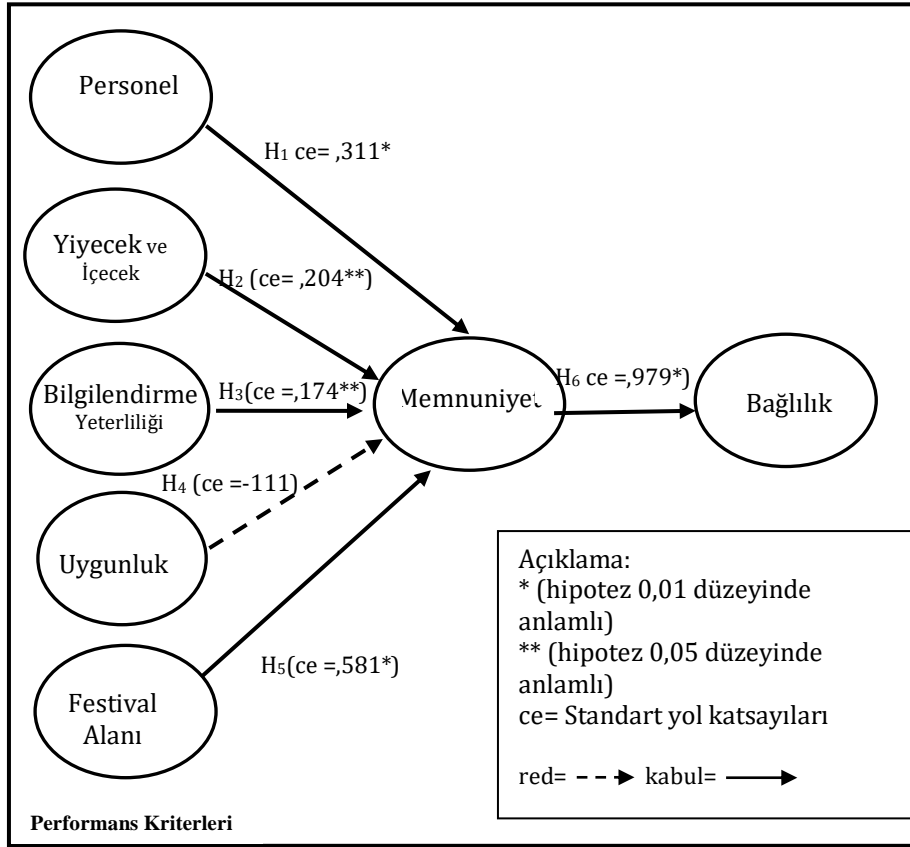 Personel
H₁ ce= ,311*
Yiyecek ve
İçecek
H₂ (ce= ,204**)
Bilgilendirme
Yeterliliği
H₃(ce=,174**)
Memnuniyet
H₆ ce =,979*)
Bağlılık
H₄ (ce =-111)
Uygunluk
H₅(ce =,581*)
Festival
Alanı
Açıklama:
* (hipotez 0,01 düzeyinde
anlamlı)
** (hipotez 0,05 düzeyinde
anlamlı)
ce= Standart yol katsayıları
red= kabul=
Performans Kriterleri